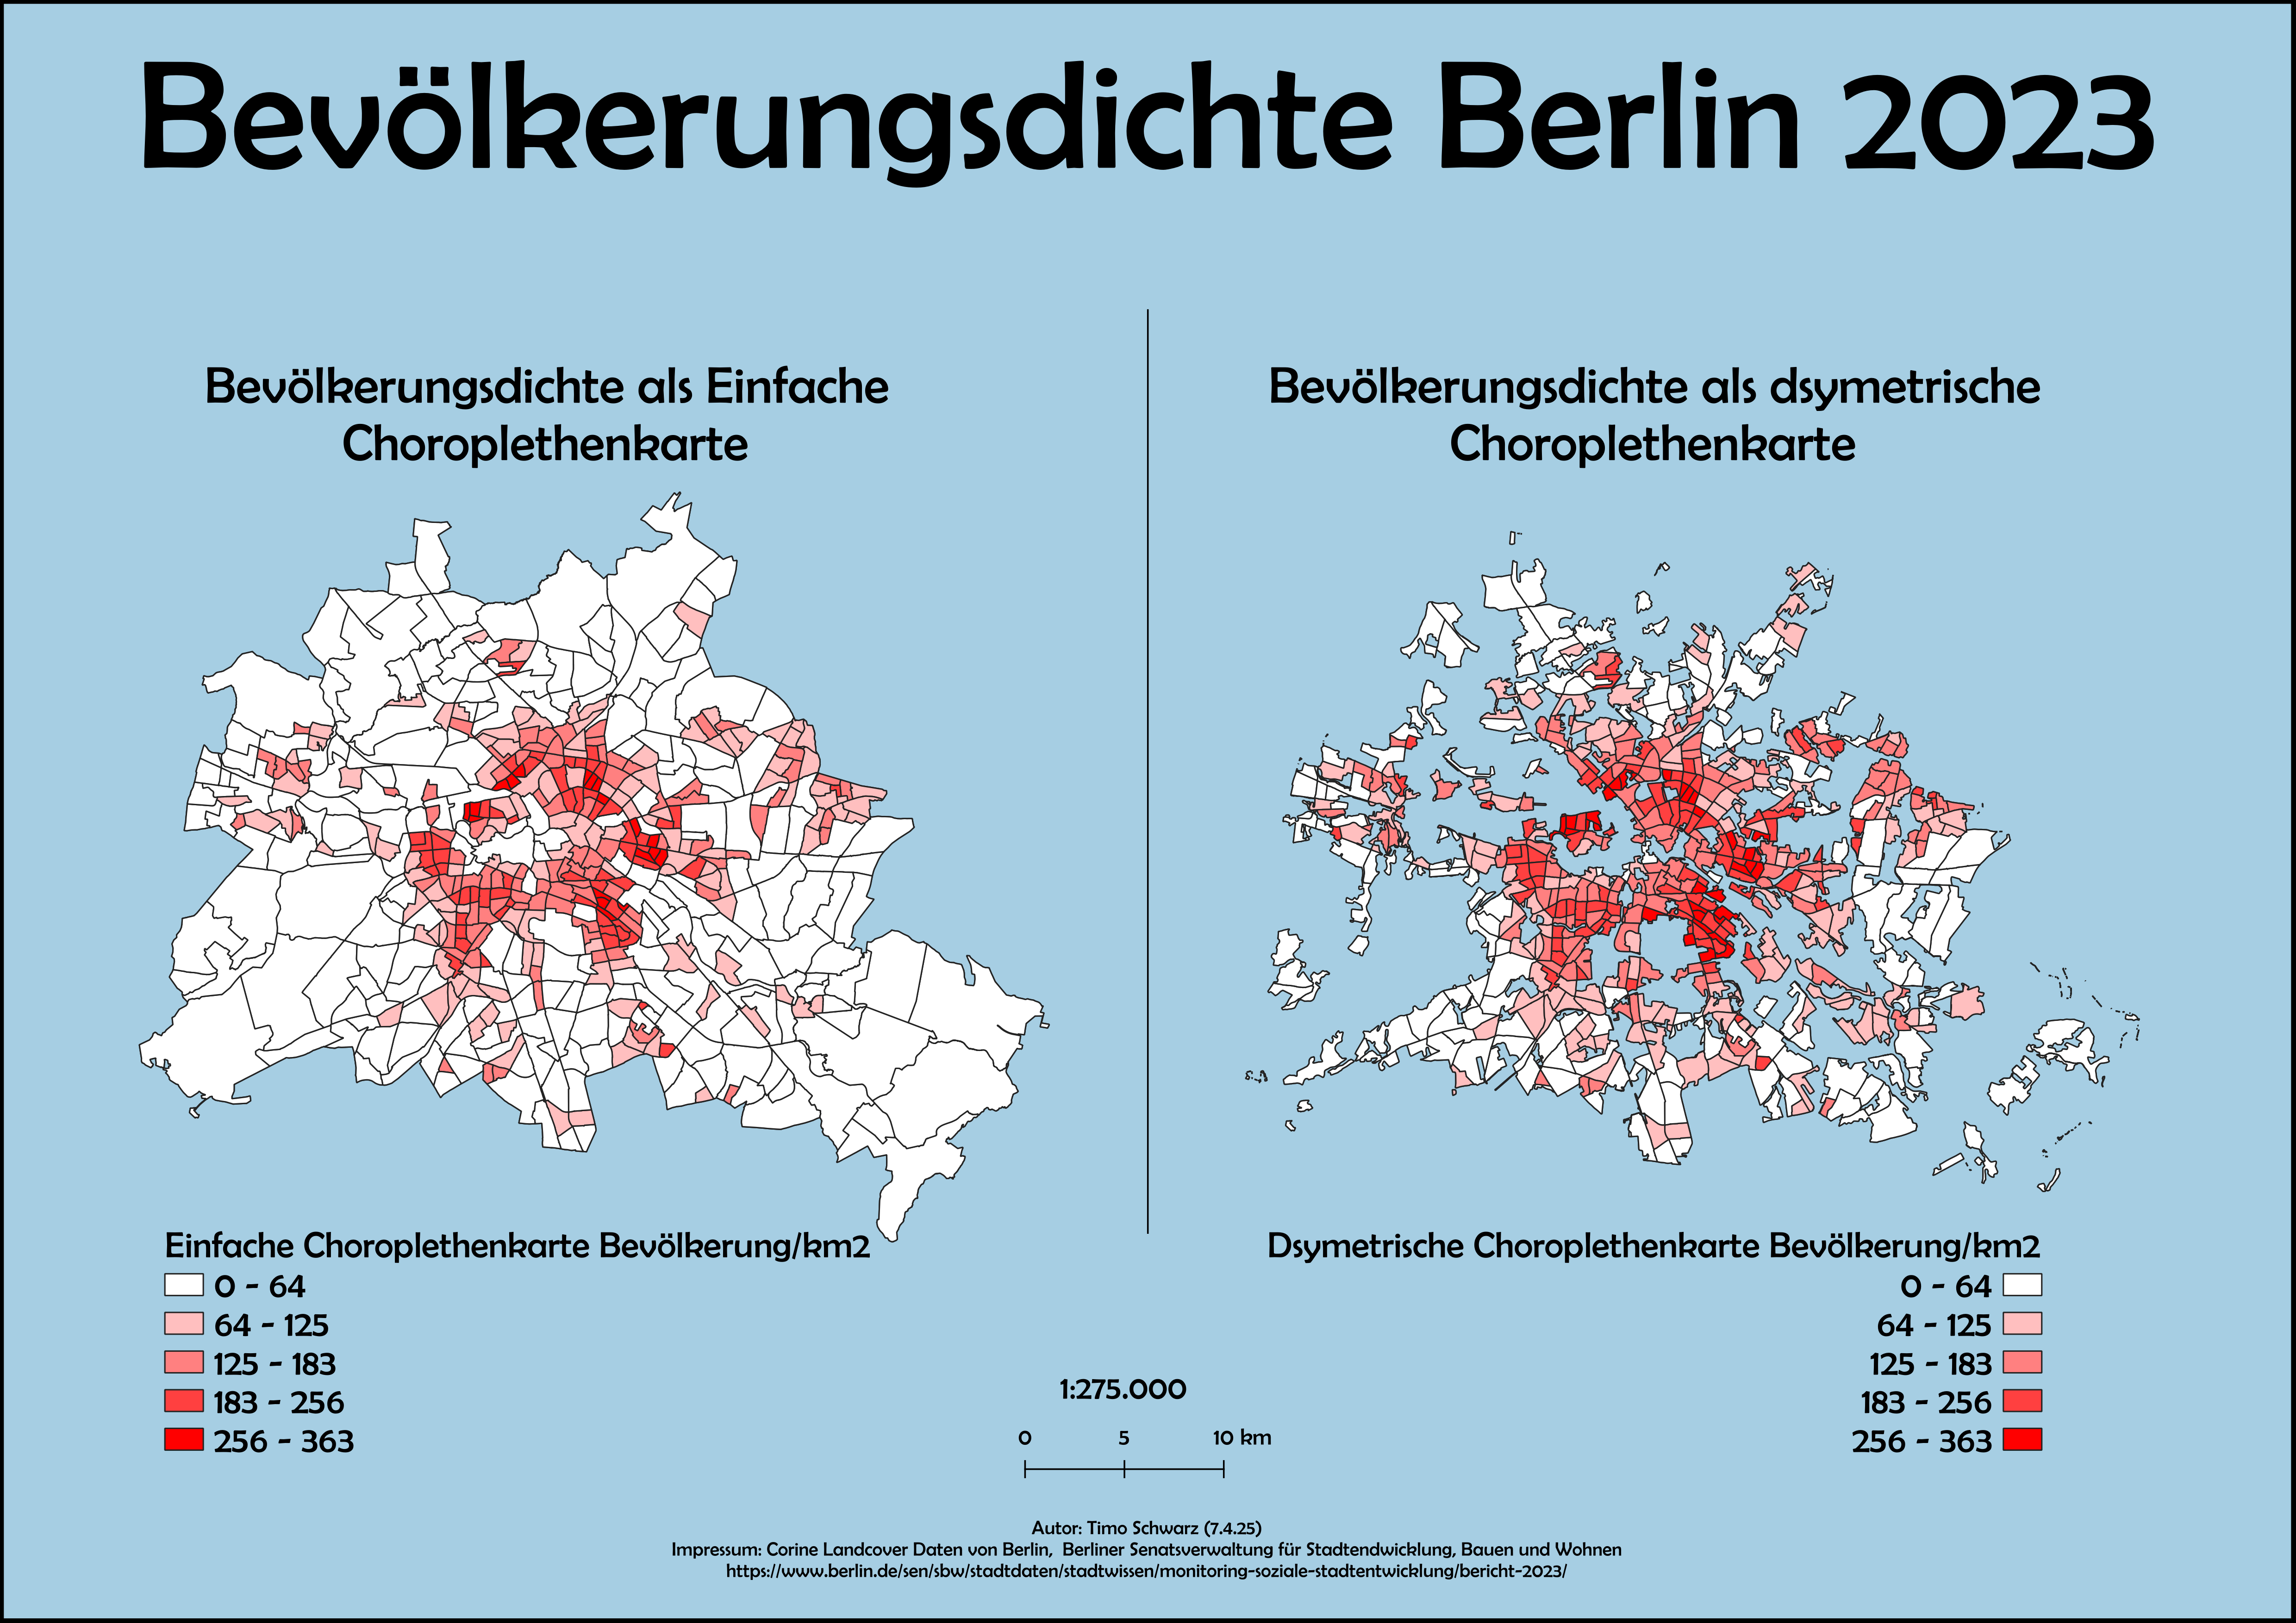 Bevölkerungsdichte Berlin 2023
Bevölkerungsdichte als Einfache
Choroplethenkarte
Bevölkerungsdichte als dsymetrische
Choroplethenkarte
Einfache Choroplethenkarte Bevölkerung/km2
0 - 64
64 - 125
125 - 183
183 - 256
256 - 363
Dsymetrische Choroplethenkarte Bevölkerung/km2
0 - 64
64 - 125
125 - 183
183 - 256
256 - 363
1:275.000
0 5 10 km
Autor: Timo Schwarz (7.4.25)
Impressum: Corine Landcover Daten von Berlin, Berliner Senatsverwaltung für Stadtendwicklung, Bauen und Wohnen
https://www.berlin.de/sen/sbw/stadtdaten/stadtwissen/monitoring-soziale-stadtentwicklung/bericht-2023/